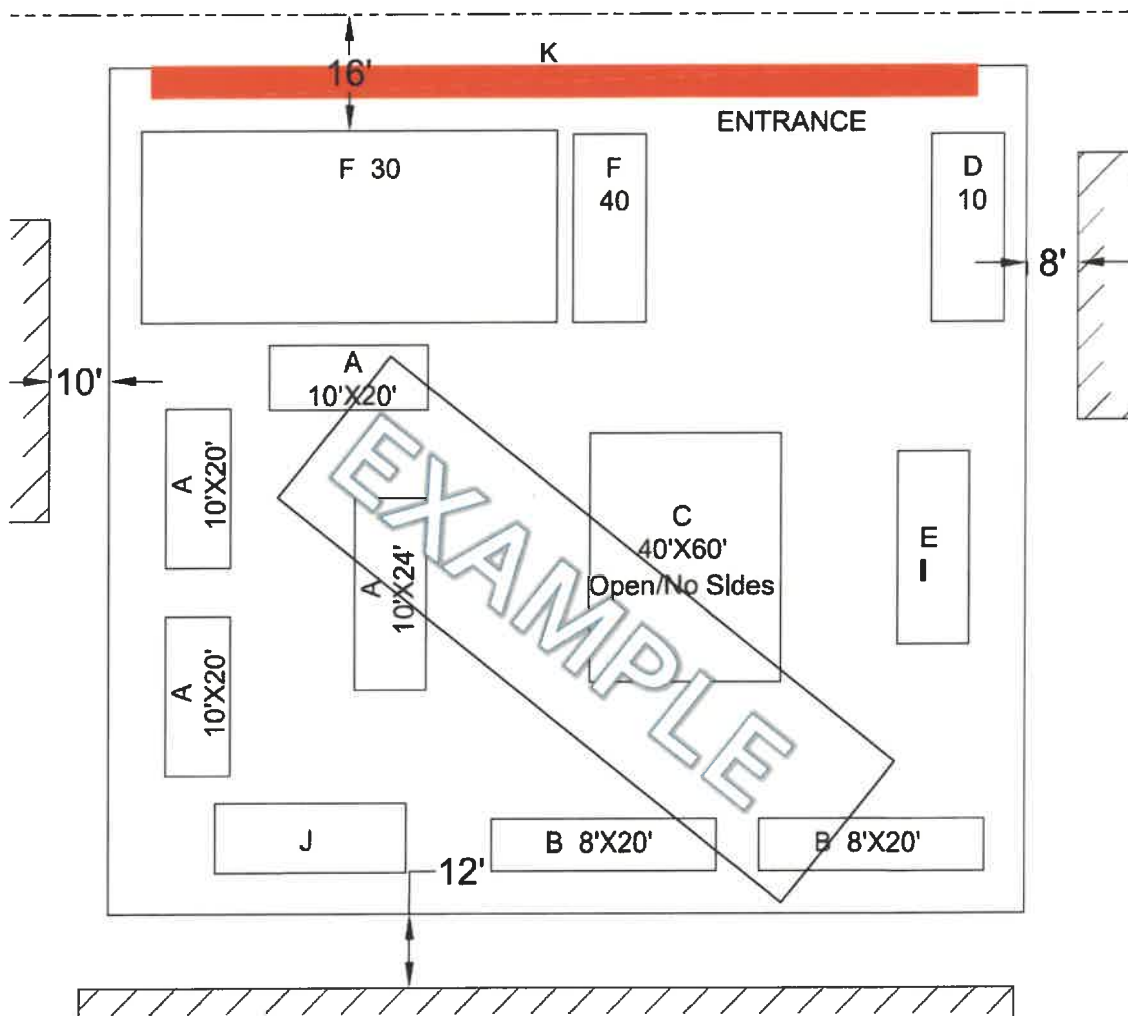 K
16'
ENTRANCE
F 30
F
40
D
10
8'
10'
A
10'X20'
A
10'X20'
A
10'X24'
C
40'X60'
Open/No Sides
E
I
A
10'X20'
EXAMPLE
J
B 8'X20'
B 8'X20'
12'